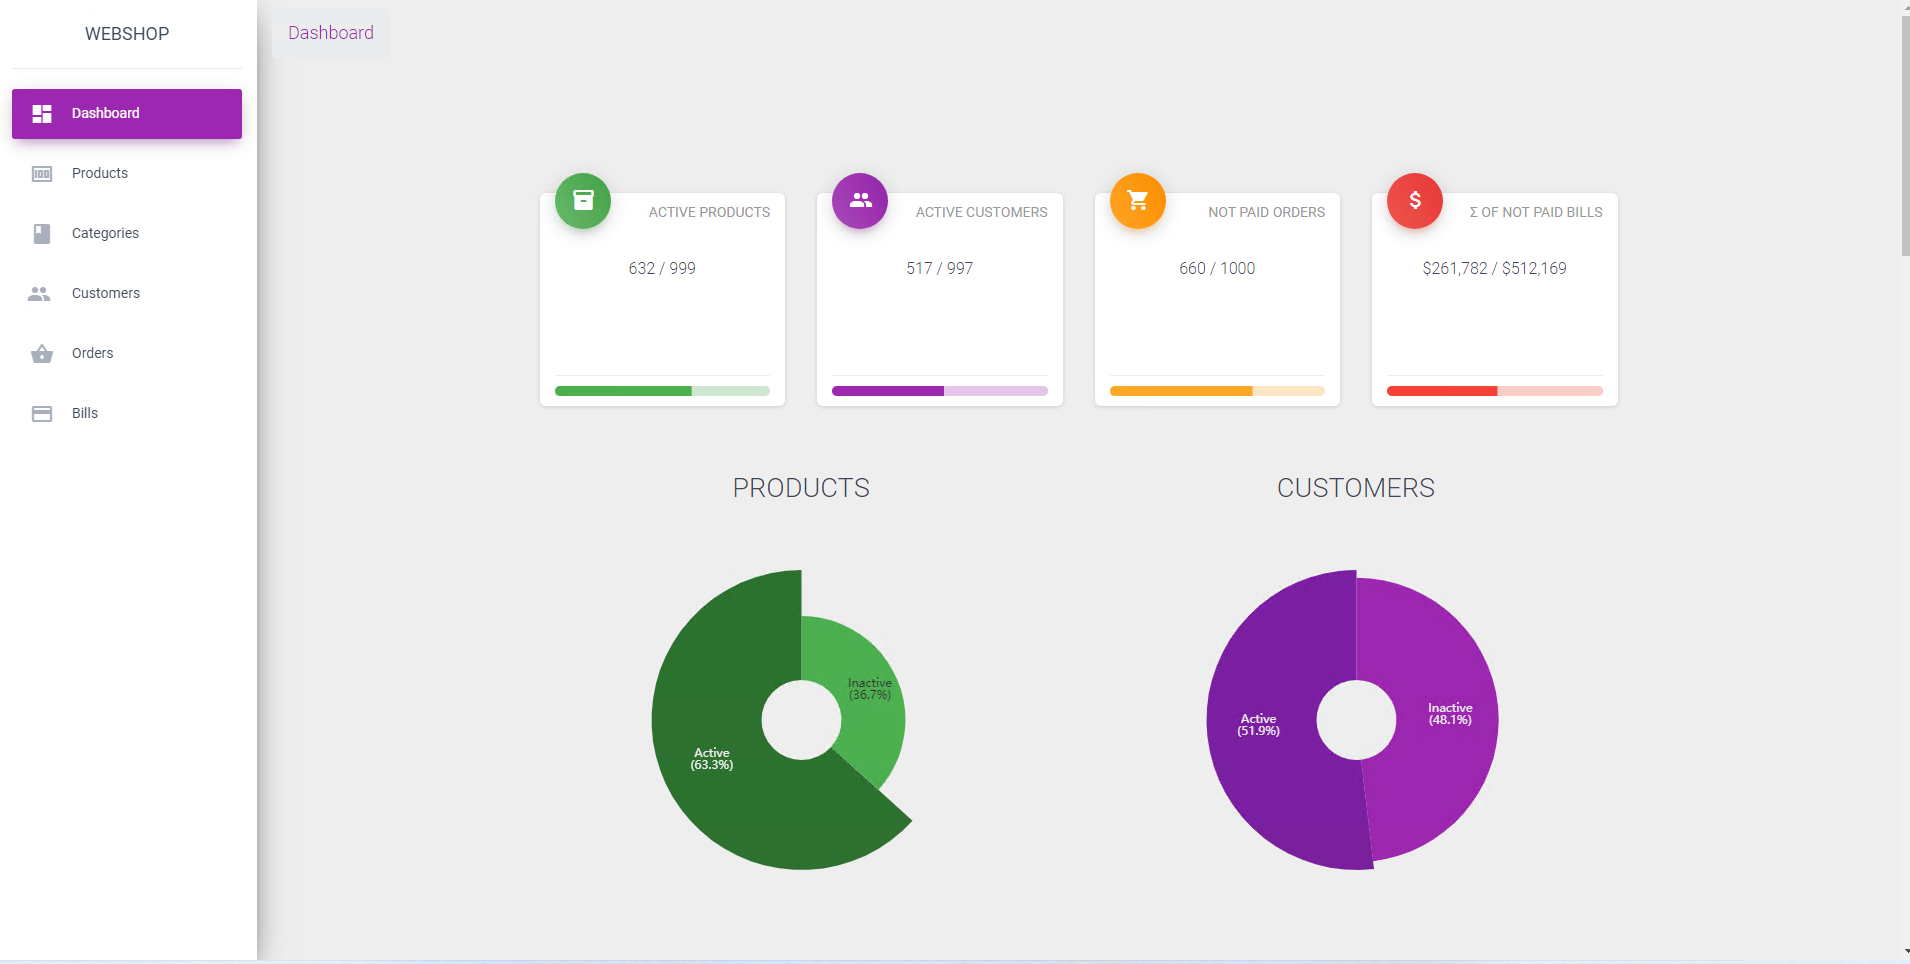 WEBSHOP
Dashboard
Products
Categories
Customers
Orders
Bills
Dashboard
ACTIVE PRODUCTS
632 / 999
ACTIVE CUSTOMERS
517 / 997
NOT PAID ORDERS
660 / 1000
Σ OF NOT PAID BILLS
$261,782 / $512,169
PRODUCTS
Inactive
(36.7%)
Active
(63.3%)
CUSTOMERS
Active
(51.9%)
Inactive
(48.1%)